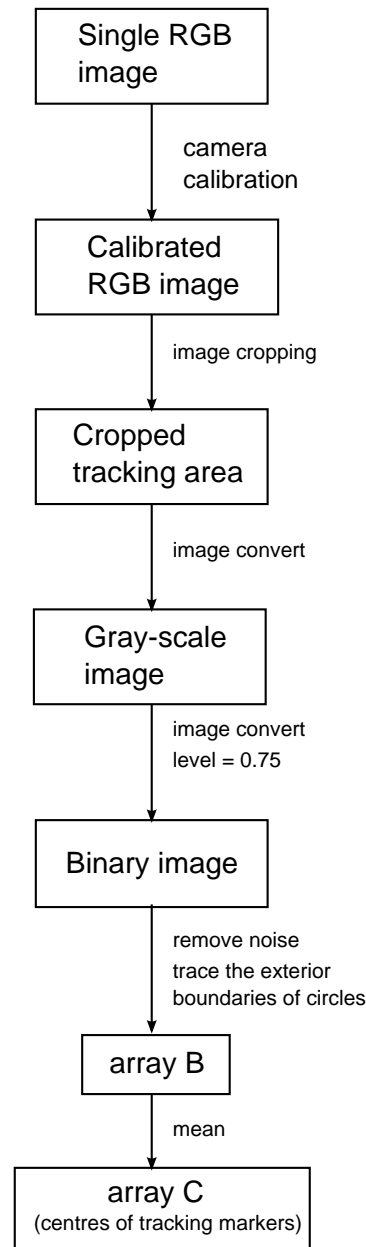 Single RGB
image
camera
calibration
Calibrated
RGB image
image cropping
Cropped
tracking area
image convert
Gray-scale
image
image convert
level = 0.75
Binary image
remove noise
trace the exterior
boundaries of circles
array B
mean
array C
(centres of tracking markers)